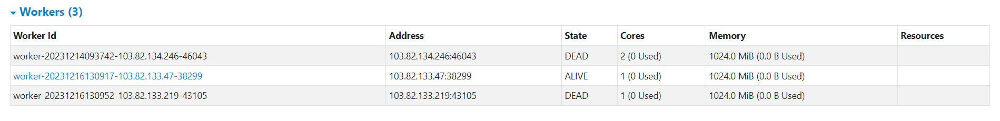 Workers (3)
Worker Id Address State Cores Memory Resources
worker-20231214093742-103.82.134.246-46043 103.82.134.246:46043 DEAD 2 (0 Used) 1024.0 MiB (0.0 B Used)
worker-20231216130917-103.82.133.47-38299 103.82.133.47:38299 ALIVE 1 (0 Used) 1024.0 MiB (0.0 B Used)
worker-20231216130952-103.82.133.219-43105 103.82.133.219:43105 DEAD 1 (0 Used) 1024.0 MiB (0.0 B Used)